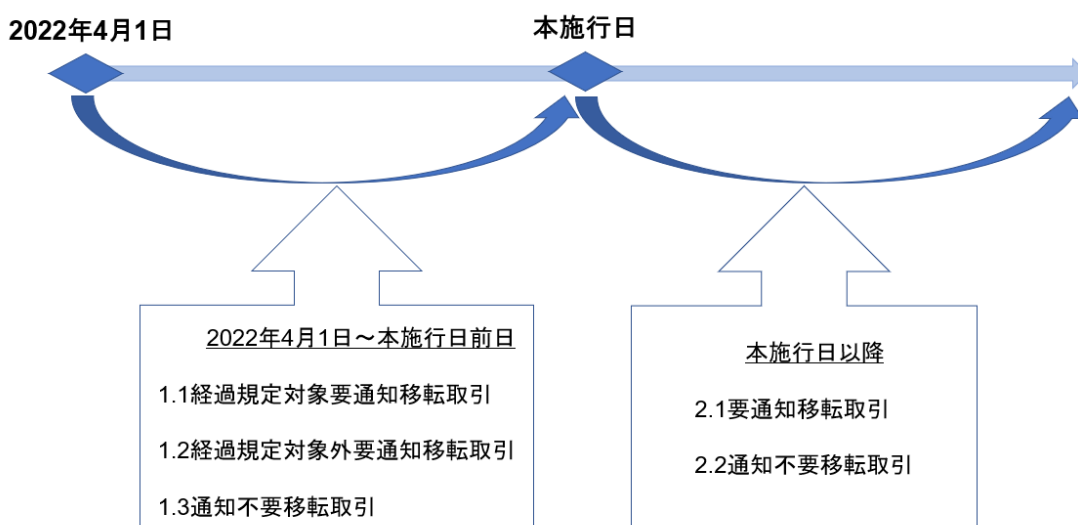 2022年4月1日
本施行日
2022年4月1日～本施行日前日
1.1経過規定対象要通知移転取引
1.2経過規定対象外要通知移転取引
1.3通知不要移転取引
本施行日以降
2.1要通知移転取引
2.2通知不要移転取引